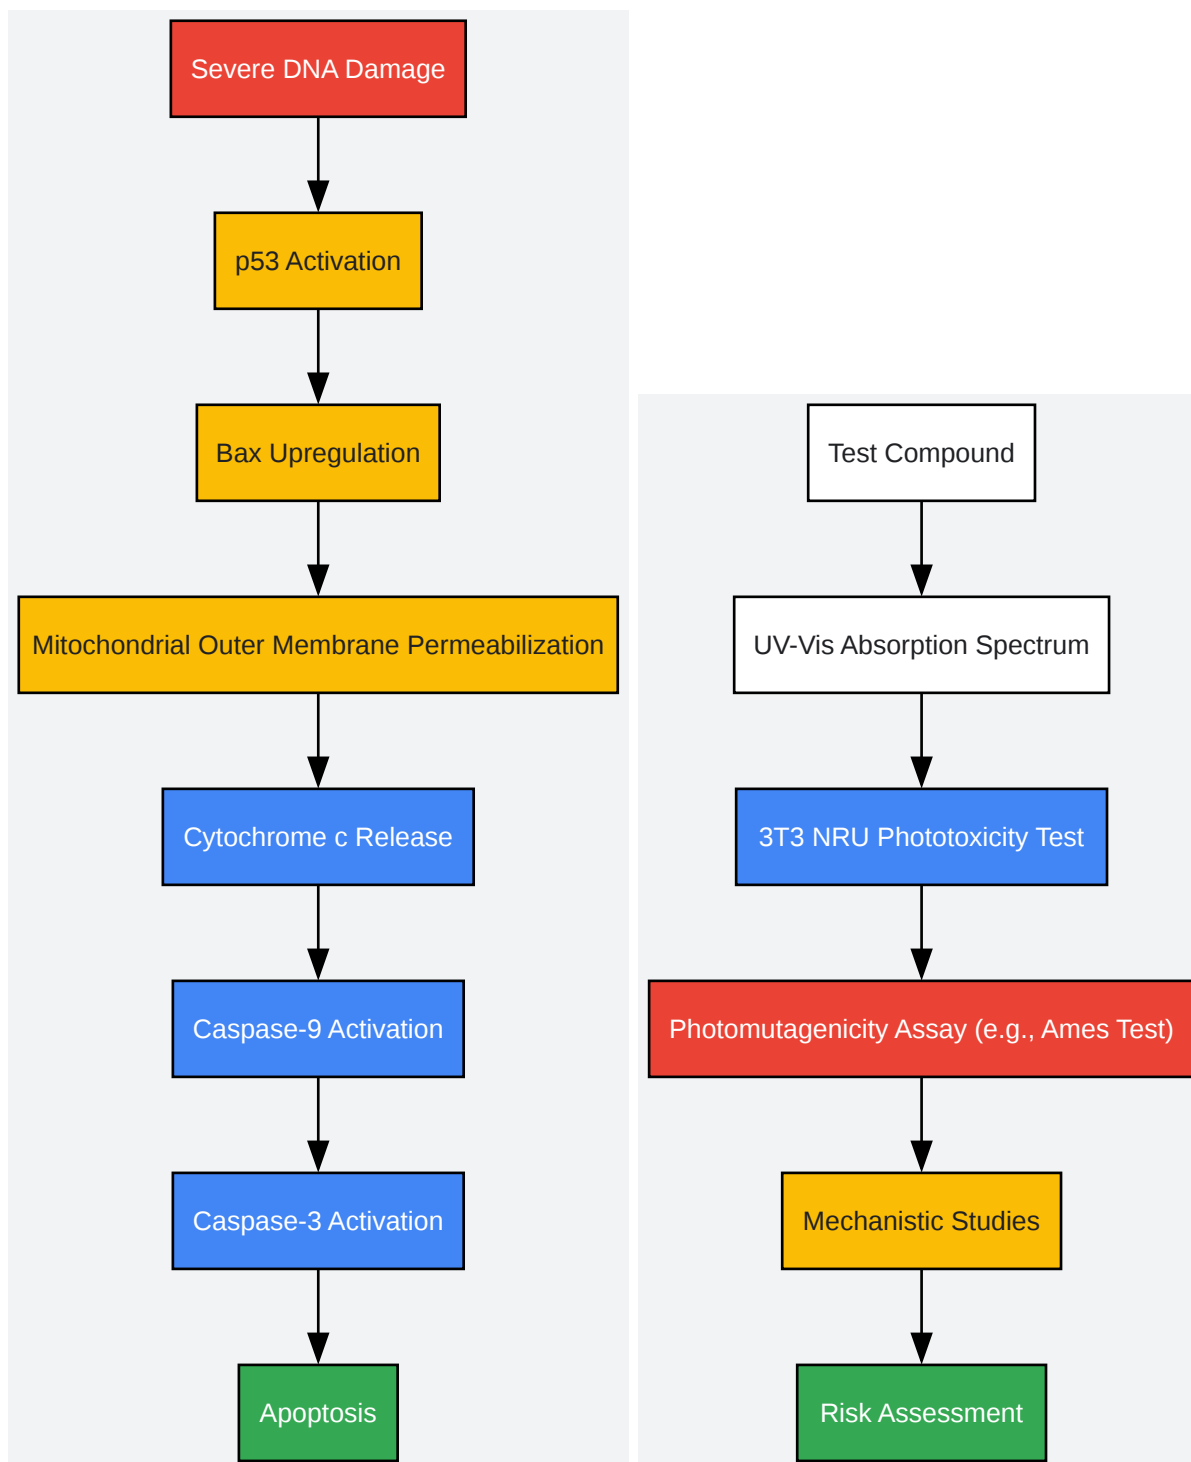 Severe DNA Damage
p53 Activation
Bax Upregulation
Mitochondrial Outer Membrane Permeabilization
Cytochrome c Release
Caspase-9 Activation
Caspase-3 Activation
Apoptosis
Test Compound
UV-Vis Absorption Spectrum
3T3 NRU Phototoxicity Test
Photomutagenicity Assay (e.g., Ames Test)
Mechanistic Studies
Risk Assessment